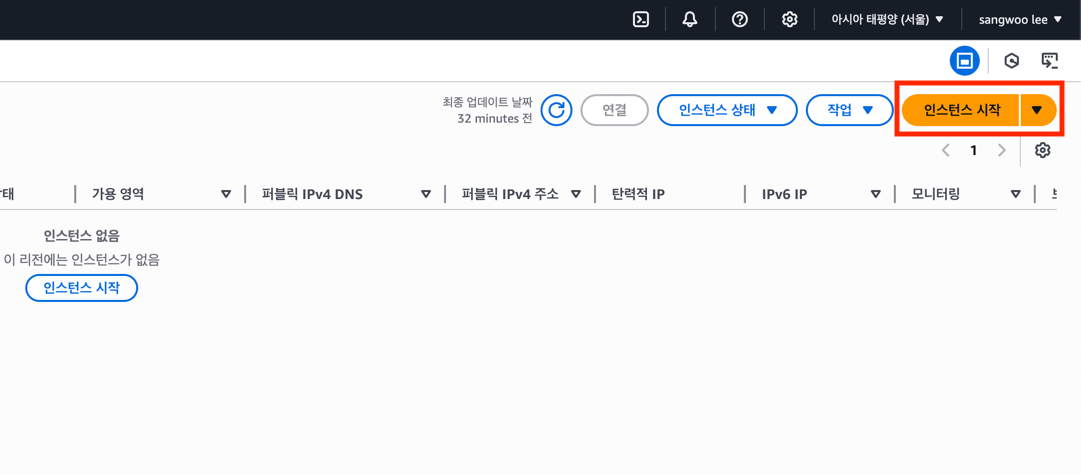 아시아 태평양 (서울) sangwoo lee
최종 업데이트 날짜
32 minutes 전
연결 인스턴스 상태 작업 인스턴스 시작
1
가용 영역 퍼블릭 IPv4 DNS 퍼블릭 IPv4 주소 탄력적 IP IPv6 IP 모니터링
인스턴스 없음
이 리전에는 인스턴스가 없음
인스턴스 시작